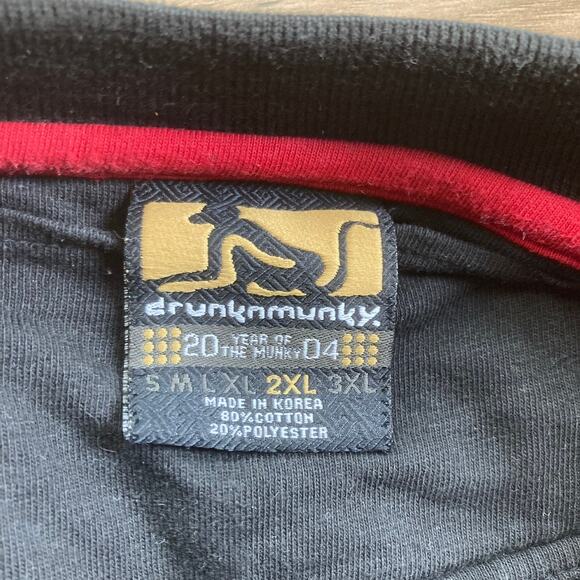 drunknmunky.
20 YEAR OF THE MUNKY 04
S M L XL 2XL 3XL
MADE IN KOREA
80%COTTON
20%POLYESTER